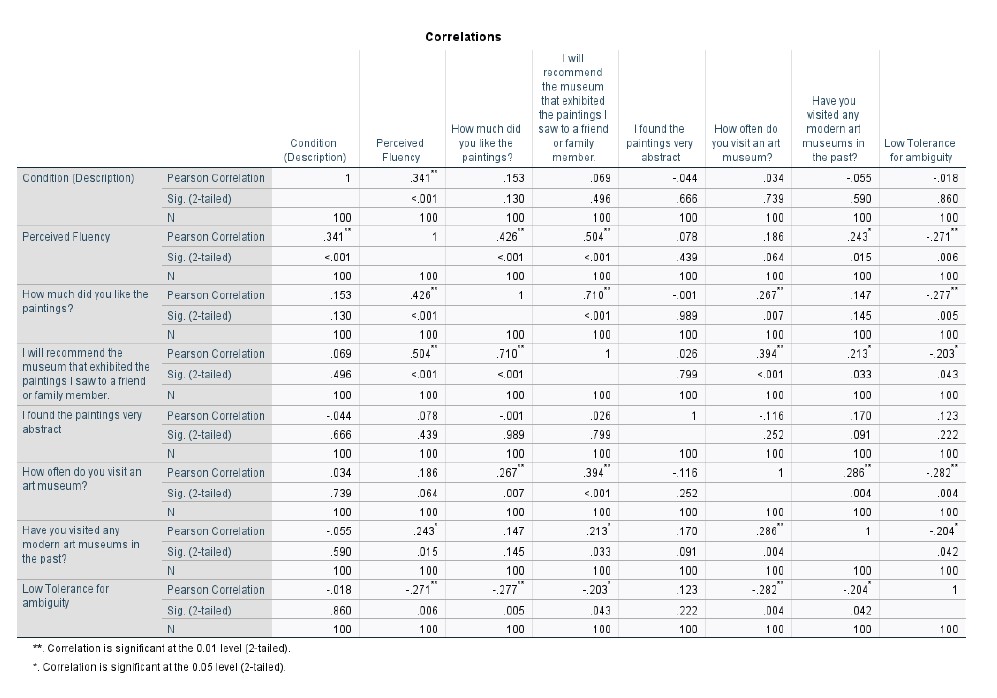 Correlations
Condition (Description) Perceived Fluency How much did you like the paintings? I will recommend the museum that exhibited the paintings I saw to a friend or family member. I found the paintings very abstract How often do you visit an art museum? Have you visited any modern art museums in the past? Low Tolerance for ambiguity
Condition (Description) Pearson Correlation 1 .341** .153 .069 -.044 .034 -.055 -.018
Sig. (2-tailed) <.001 .130 .496 .666 .739 .590 .860
N 100 100 100 100 100 100 100 100
Perceived Fluency Pearson Correlation .341** 1 .426** .504** .078 .186 .243* -.271**
Sig. (2-tailed) <.001 <.001 <.001 .439 .064 .015 .006
N 100 100 100 100 100 100 100 100
How much did you like the paintings? Pearson Correlation .153 .426** 1 .710** -.001 .267** .147 -.277**
Sig. (2-tailed) .130 <.001 <.001 .989 .007 .145 .005
N 100 100 100 100 100 100 100 100
I will recommend the museum that exhibited the paintings I saw to a friend or family member. Pearson Correlation .069 .504** .710** 1 .026 .394** .213* -.203*
Sig. (2-tailed) .496 <.001 <.001 .799 <.001 .033 .043
N 100 100 100 100 100 100 100 100
I found the paintings very abstract Pearson Correlation -.044 .078 -.001 .026 1 -.116 .170 .123
Sig. (2-tailed) .666 .439 .989 .799 .252 .091 .222
N 100 100 100 100 100 100 100 100
How often do you visit an art museum? Pearson Correlation .034 .186 .267** .394** -.116 1 .286** -.282**
Sig. (2-tailed) .739 .064 .007 <.001 .252 .004 .004
N 100 100 100 100 100 100 100 100
Have you visited any modern art museums in the past? Pearson Correlation -.055 .243* .147 .213* .170 .286** 1 -.204*
Sig. (2-tailed) .590 .015 .145 .033 .091 .004 .042
N 100 100 100 100 100 100 100 100
Low Tolerance for ambiguity Pearson Correlation -.018 -.271** -.277** -.203* .123 -.282** -.204* 1
Sig. (2-tailed) .860 .006 .005 .043 .222 .004 .042
N 100 100 100 100 100 100 100 100
**. Correlation is significant at the 0.01 level (2-tailed).
*. Correlation is significant at the 0.05 level (2-tailed).